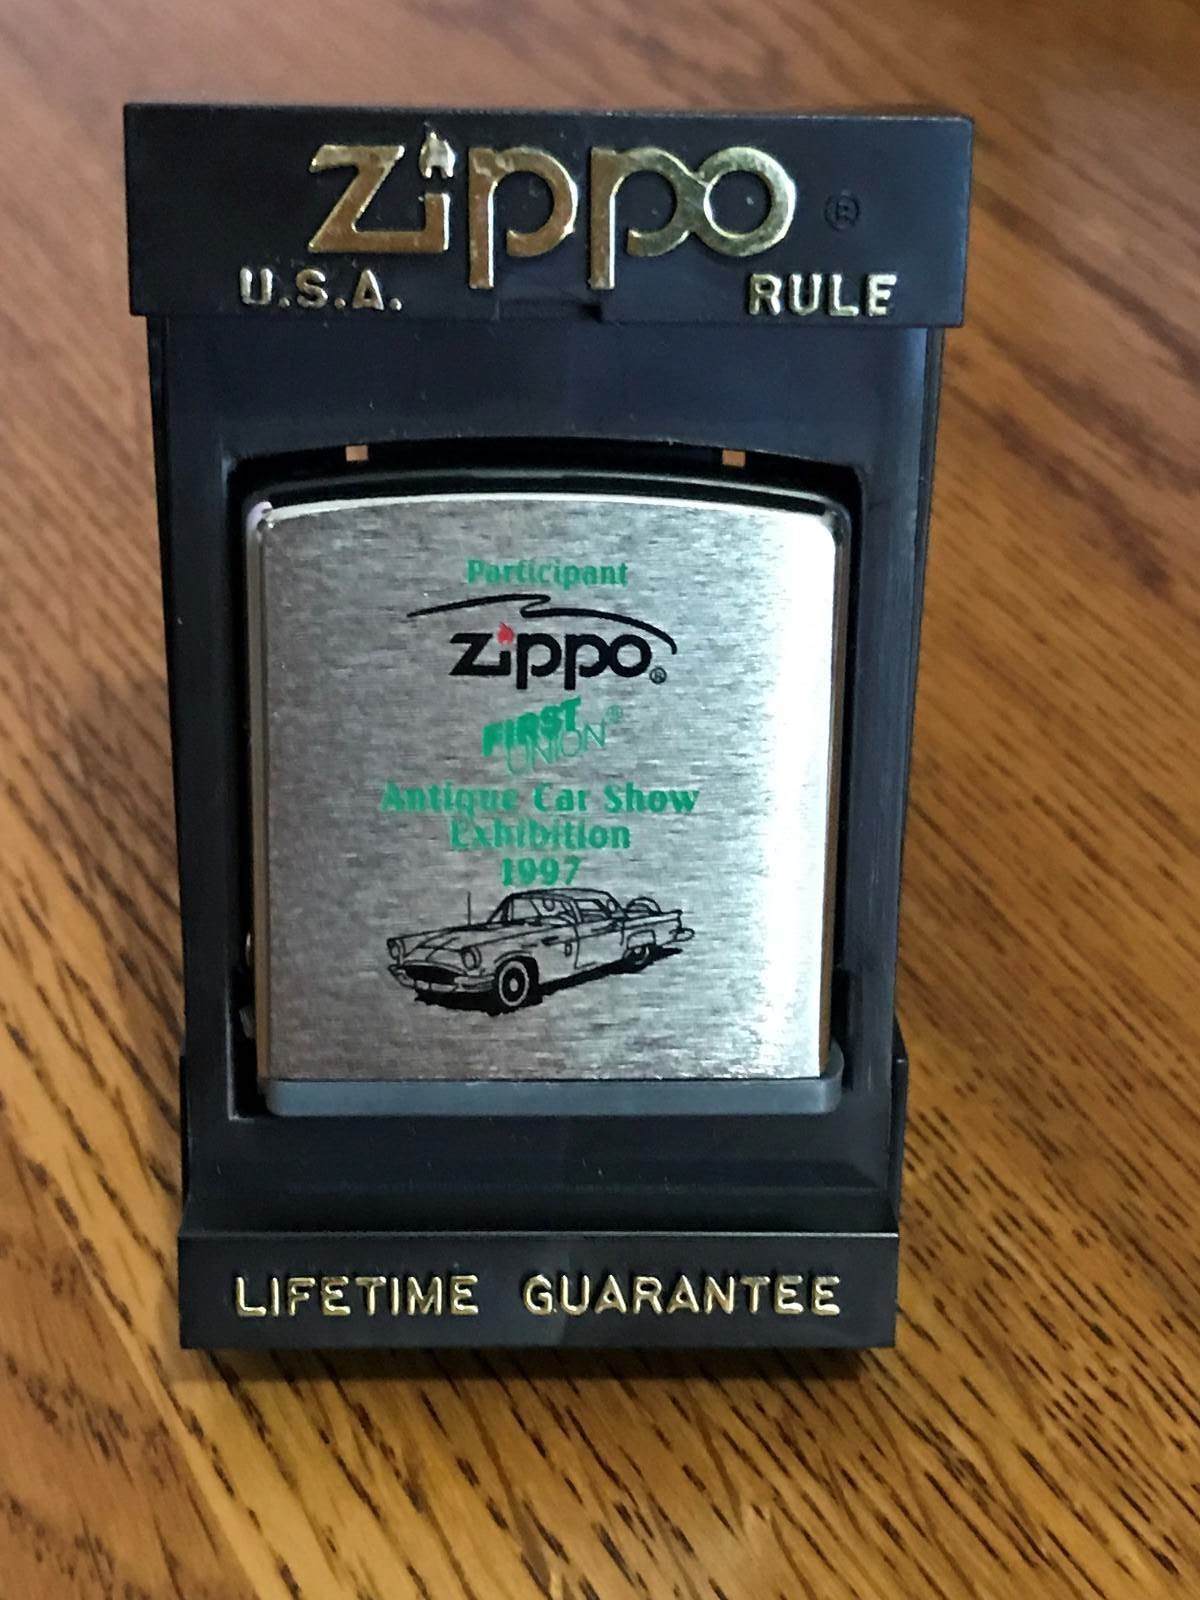 Zippo ®
U.S.A. RULE
Participant
Zippo®
FIRST ®
UNION
Antique Car Show
Exhibition
1997
LIFETIME GUARANTEE